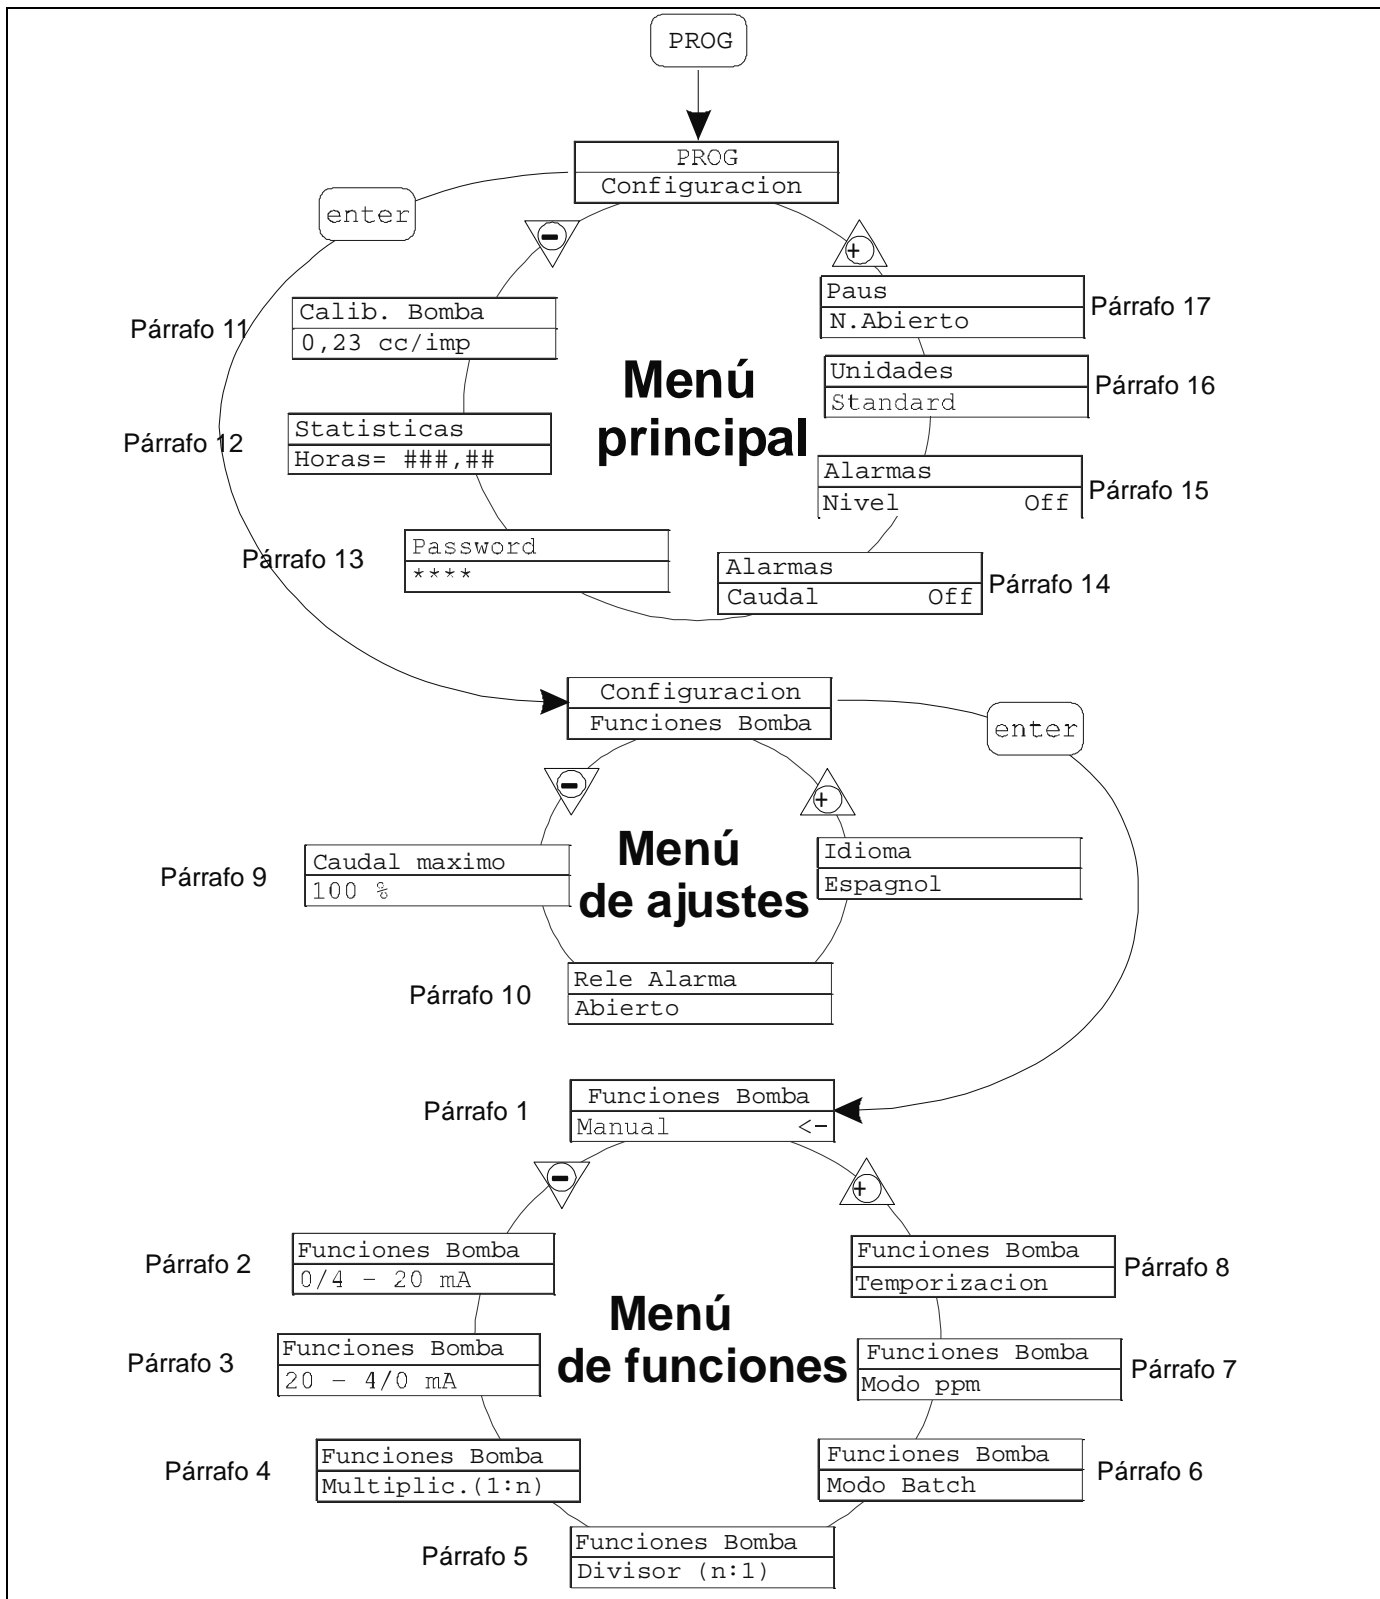 PROG
PROG
Configuracion
enter
-
+
Calib. Bomba
0,23 cc/imp
Párrafo 11
Paus
N.Abierto
Párrafo 17
Menú
principal
Unidades
Standard
Párrafo 16
Statisticas
Horas= ###,##
Párrafo 12
Alarmas
Nivel Off
Párrafo 15
Password
****
Párrafo 13
Alarmas
Caudal Off
Párrafo 14
Configuracion
Funciones Bomba
enter
-
+
Caudal maximo
100 %
Párrafo 9
Menú
de ajustes
Idioma
Espagnol
Rele Alarma
Abierto
Párrafo 10
Funciones Bomba
Manual <-
Párrafo 1
-
+
Funciones Bomba
0/4 - 20 mA
Párrafo 2
Funciones Bomba
Temporizacion
Párrafo 8
Menú
de funciones
Funciones Bomba
20 - 4/0 mA
Párrafo 3
Funciones Bomba
Modo ppm
Párrafo 7
Funciones Bomba
Multiplic.(1:n)
Párrafo 4
Funciones Bomba
Modo Batch
Párrafo 6
Funciones Bomba
Divisor (n:1)
Párrafo 5